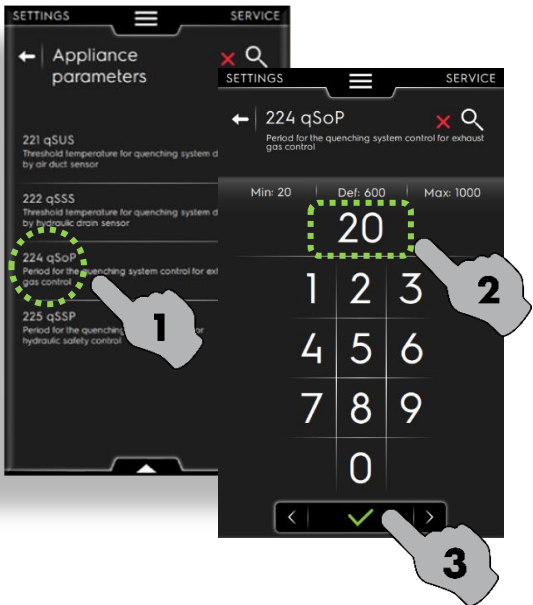 SETTINGS SERVICE
Appliance
parameters
221 qSUS
Threshold temperature for quenching system d
by air duct sensor
222 qSSS
Threshold temperature for quenching system d
by hydraulic drain sensor
224 qSoP
Period for the quenching system control for exh
gas control
225 qSSP
Period for the quenching or
hydraulic safety control
1
SETTINGS SERVICE
224 qSoP
Period for the quenching system control for exhaust
gas control
Min: 20 Def: 600 Max: 1000
20
2
1 2 3
4 5 6
7 8 9
0
3